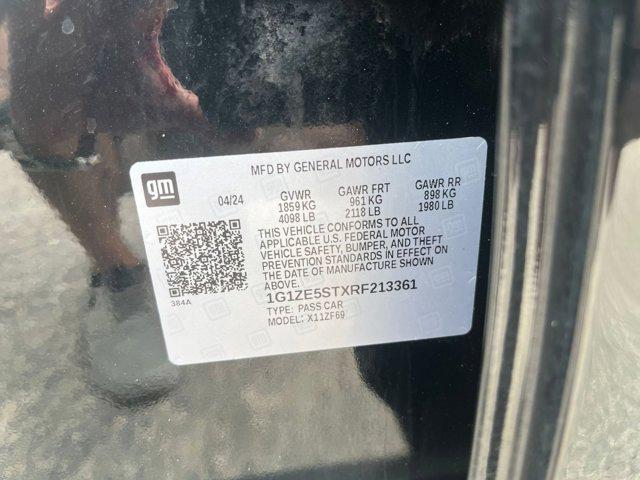 MFD BY GENERAL MOTORS LLC
gm
04/24
GVWR
1859 KG
4098 LB
GAWR FRT
961 KG
2118 LB
GAWR RR
898 KG
1980 LB
THIS VEHICLE CONFORMS TO ALL
APPLICABLE U.S. FEDERAL MOTOR
VEHICLE SAFETY, BUMPER, AND THEFT
PREVENTION STANDARDS IN EFFECT ON
THE DATE OF MANUFACTURE SHOWN
ABOVE.
384A
1G1ZE5STXRF213361
TYPE: PASS CAR
MODEL: X11ZF69